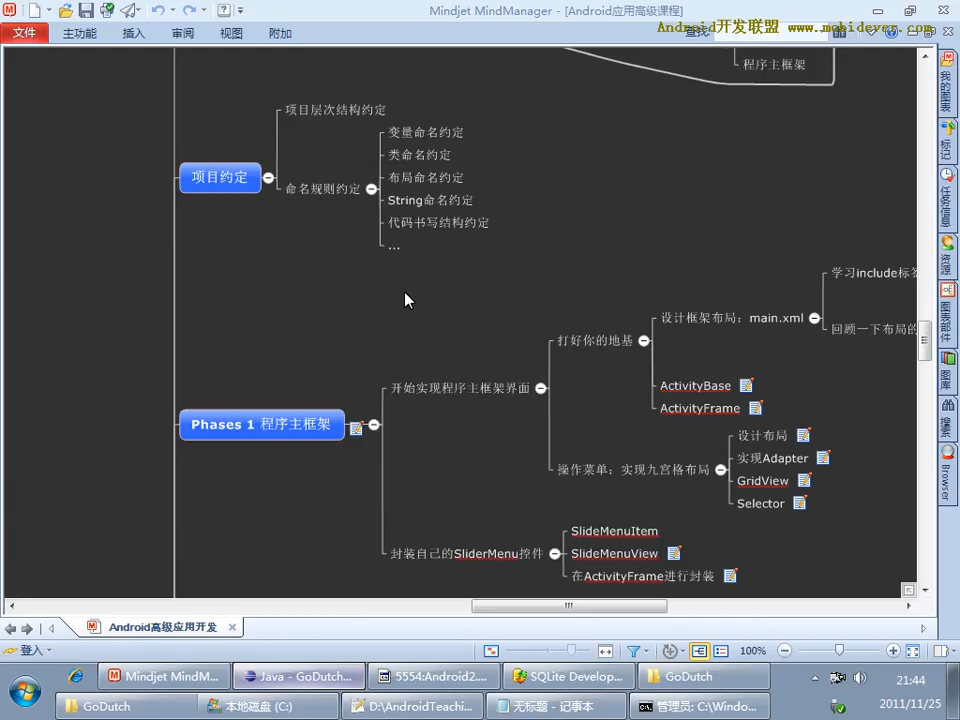 Mindjet MindManager - [Android应用高级课程]
Android开发联盟 www.mobidever.com
文件 主功能 插入 审阅 视图 附加 查找:
程序主框架
项目层次结构约定
变量命名约定
类命名约定
项目约定
布局命名约定
命名规则约定
String命名约定
代码书写结构约定
...
学习include标签
设计框架布局：main.xml
回顾一下布局的
打好你的地基
ActivityBase
开始实现程序主框架界面
ActivityFrame
Phases 1 程序主框架
设计布局
实现Adapter
操作菜单：实现九宫格布局
GridView
Selector
SlideMenuItem
封装自己的SliderMenu控件
SlideMenuView
在ActivityFrame进行封装
我的图表
标记
任务信息
资源
图表部件
图库
搜索
Browser
Android高级应用开发
登入 100%
Mindjet MindM... Java - GoDutch... 5554:Android2.... SQLite Develop... GoDutch
GoDutch 本地磁盘 (C:) D:\AndroidTeachi... 无标题 - 记事本 管理员: C:\Windo...
21:44
2011/11/25